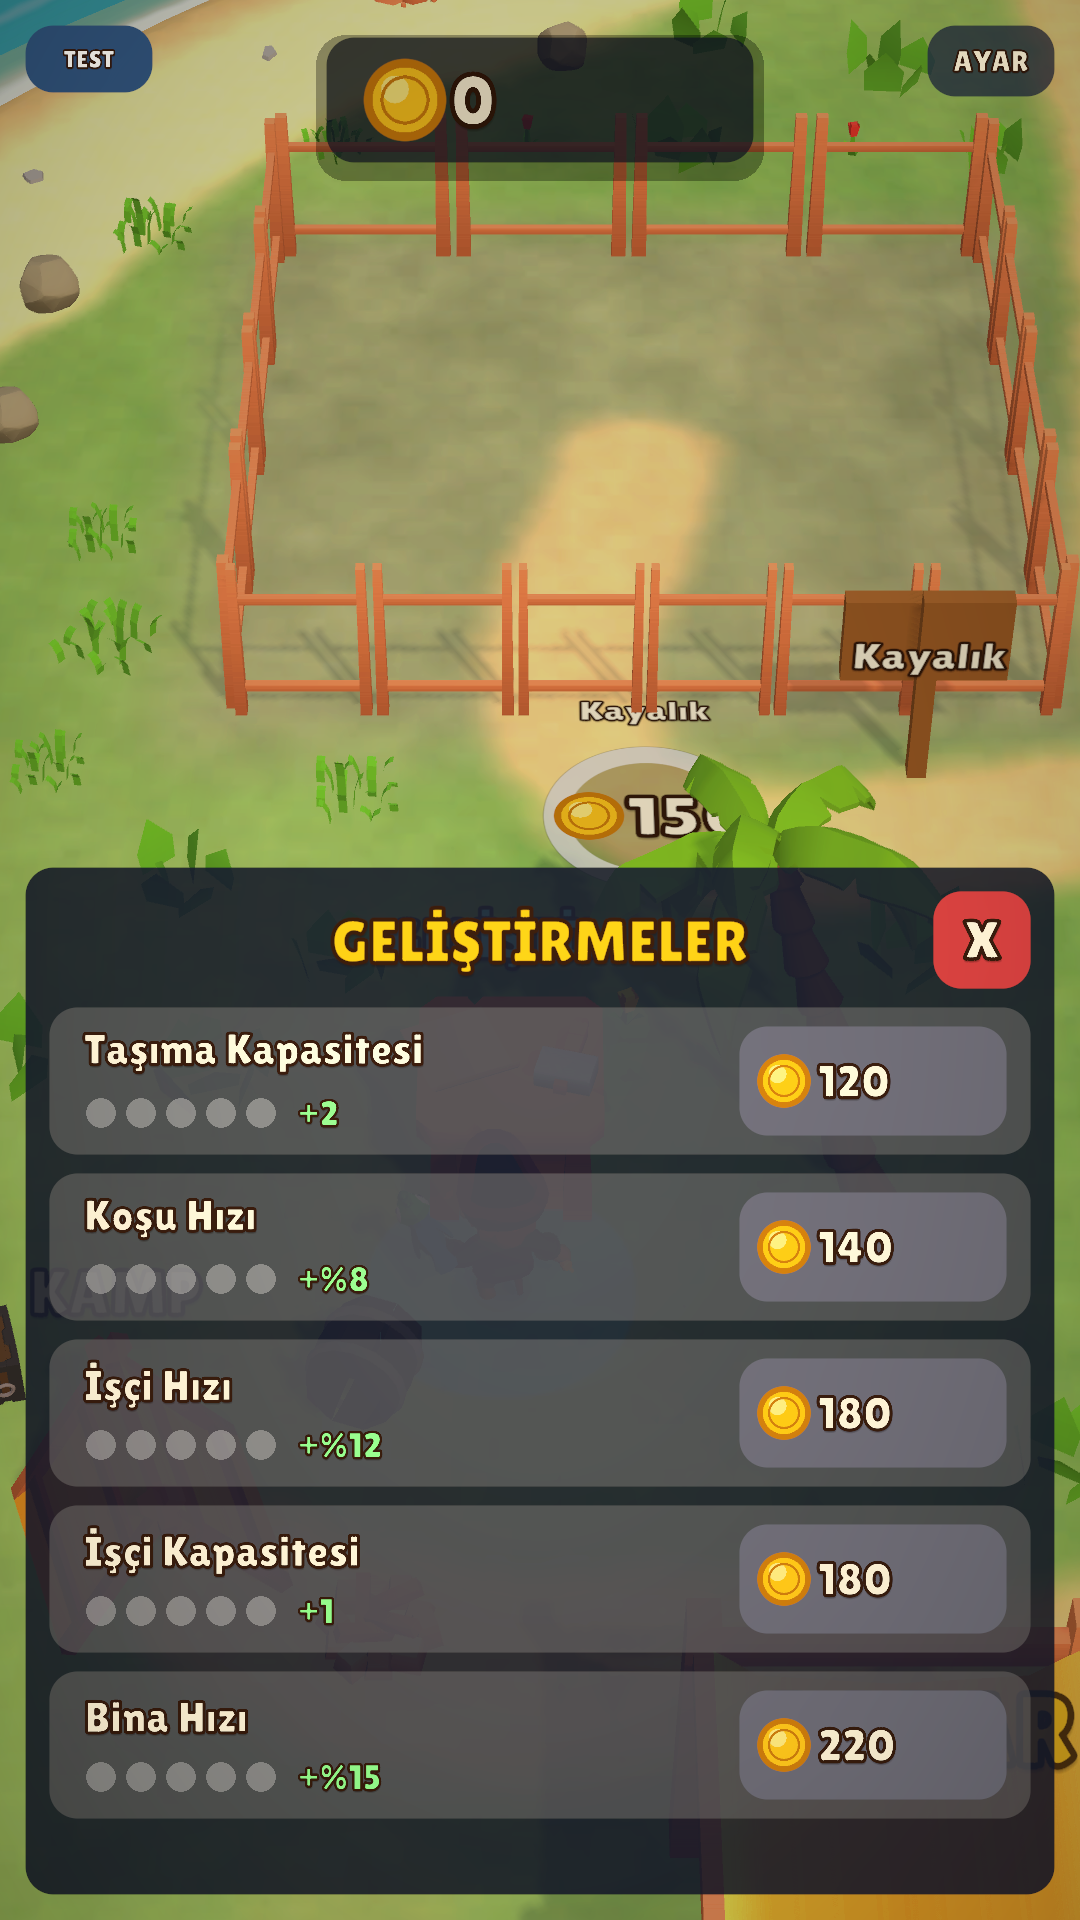 TEST
0
AYAR
Kayalık
Kayalık
GELİŞTİRMELER
X
Taşıma Kapasitesi
+2
120
Koşu Hızı
+%8
140
KAMP
İşçi Hızı
+%12
180
İşçi Kapasitesi
+1
180
Bina Hızı
+%15
220